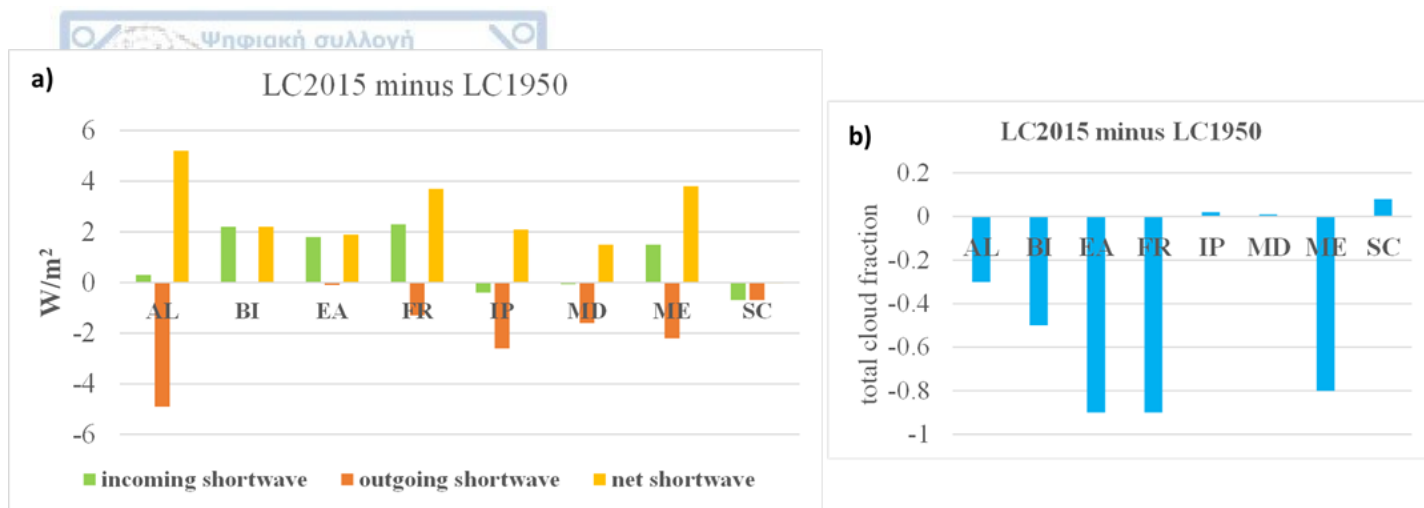 Ψηφιακή συλλογή
a)
LC2015 minus LC1950
6
4
2
0
-2
-4
-6
W/m²
AL BI EA FR IP MD ME SC
incoming shortwave outgoing shortwave net shortwave
b)
LC2015 minus LC1950
0.2
0
-0.2
-0.4
-0.6
-0.8
-1
total cloud fraction
AL BI EA FR IP MD ME SC